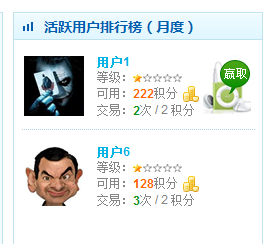 活跃用户排行榜（月度）
用户1
等级：★☆☆☆☆
可用：222积分
赢取
交易：2次 / 2 积分
用户6
等级：★☆☆☆☆
可用：128积分
交易：3次 / 2 积分